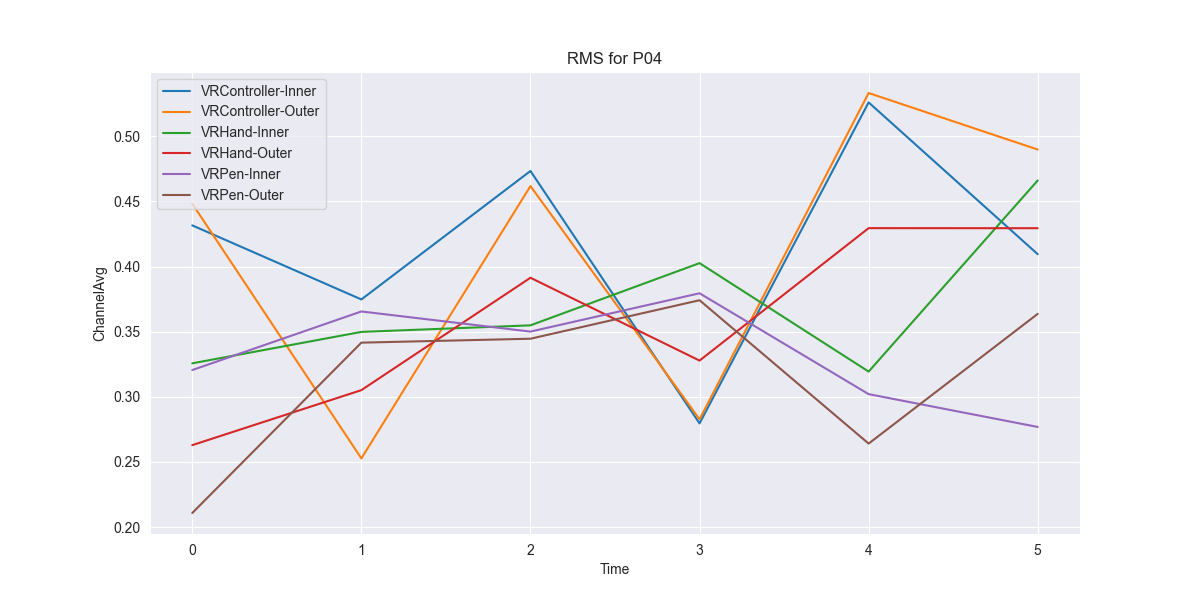 RMS for P04
VRController-Inner
VRController-Outer
VRHand-Inner
VRHand-Outer
VRPen-Inner
VRPen-Outer
ChannelAvg
0.50
0.45
0.40
0.35
0.30
0.25
0.20
0 1 2 3 4 5
Time